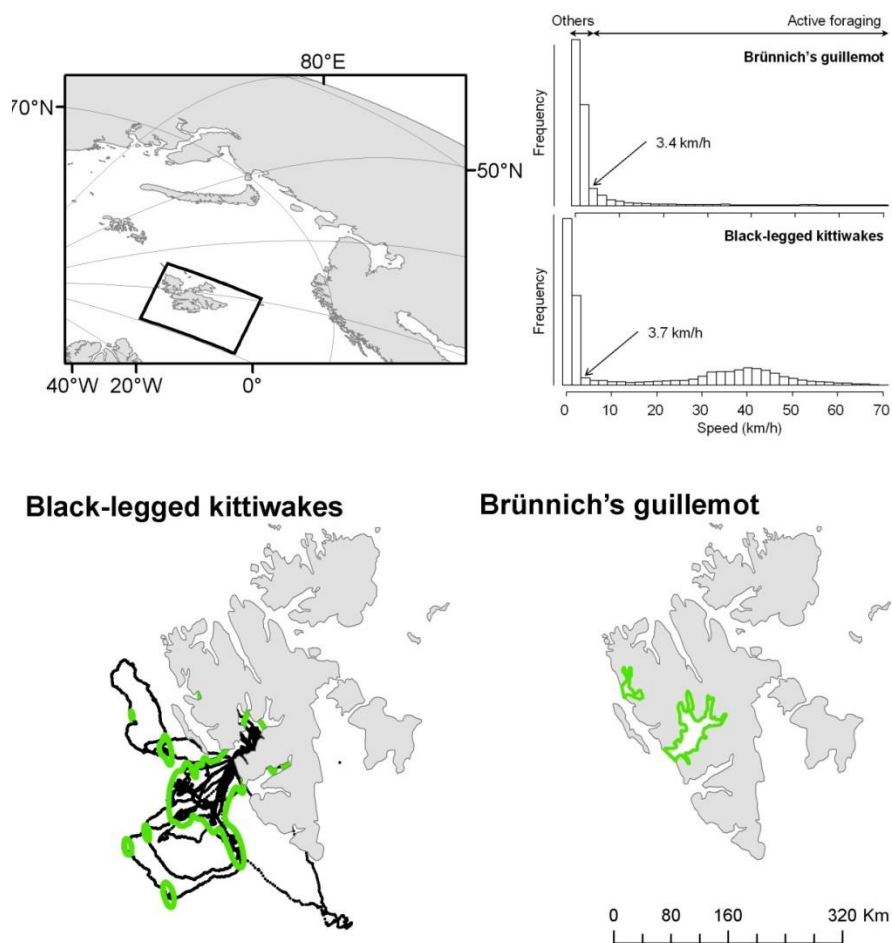 80°E
70°N
50°N
40°W 20°W 0°
Others Active foraging
Brünnich's guillemot
Frequency
3.4 km/h
Black-legged kittiwakes
Frequency
3.7 km/h
0 10 20 30 40 50 60 70
Speed (km/h)
Black-legged kittiwakes
Brünnich's guillemot
0 40 80 160 320 Km